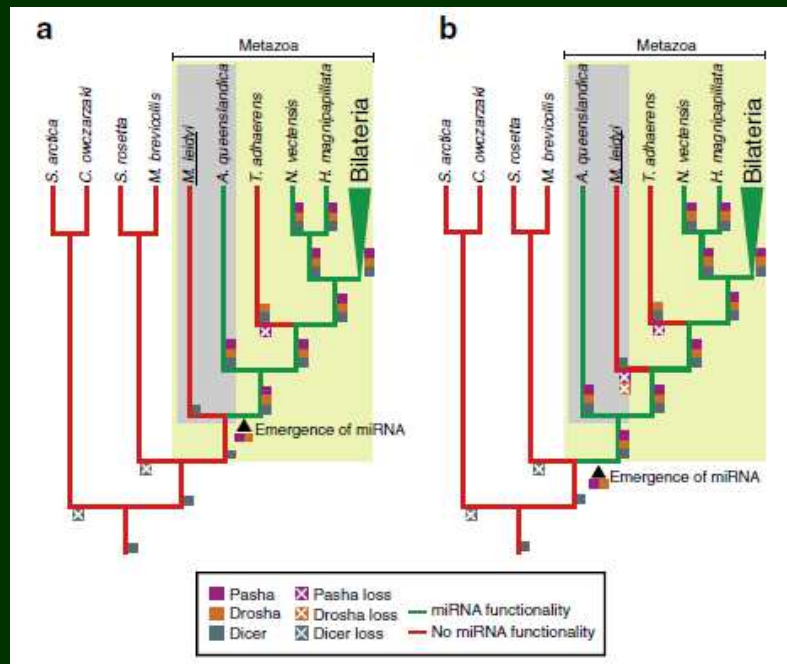 a
Metazoa
S. arctica
C. owczarzaki
S. rosetta
M. brevicollis
M. leidyi
A. queenslandica
T. adhaerens
N. vectensis
H. magnipapillata
Bilateria
Emergence of miRNA
b
Metazoa
S. arctica
C. owczarzaki
S. rosetta
M. brevicollis
A. queenslandica
M. leidyi
T. adhaerens
N. vectensis
H. magnipapillata
Bilateria
Emergence of miRNA
Pasha Pasha loss
Drosha Drosha loss miRNA functionality
Dicer Dicer loss No miRNA functionality